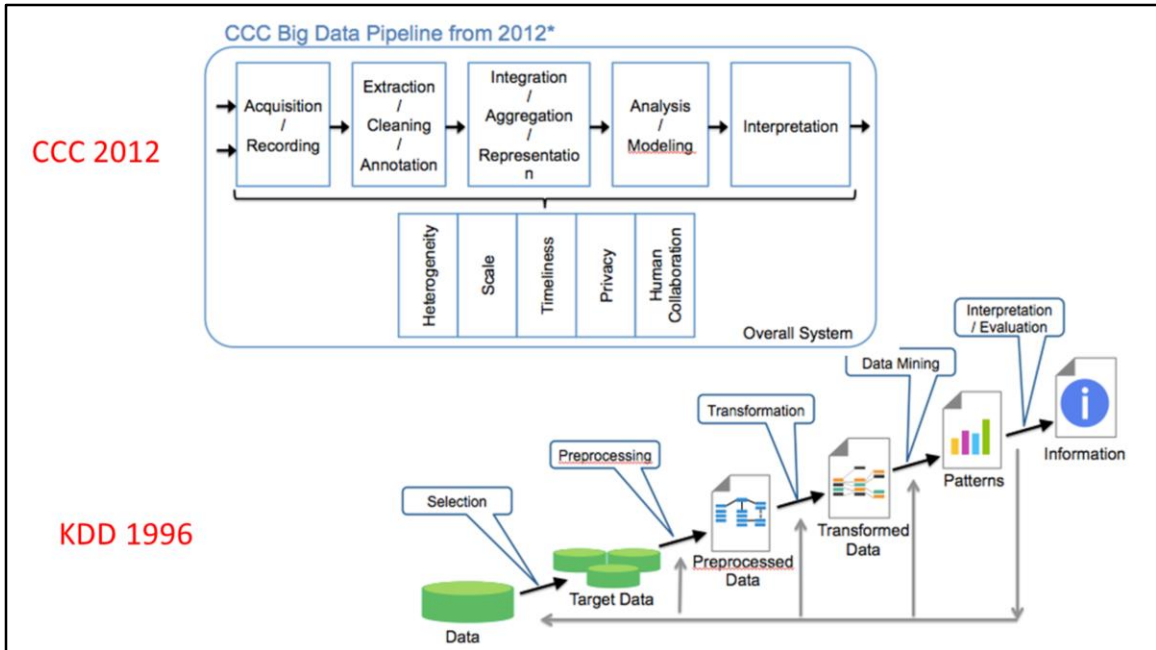 CCC Big Data Pipeline from 2012*
CCC 2012
Acquisition
/
Recording
Extraction
/
Cleaning
/
Annotation
Integration
/
Aggregation
/
Representatio
n
Analysis
/
Modeling
Interpretation
Heterogeneity
Scale
Timeliness
Privacy
Human
Collaboration
Overall System
KDD 1996
Data
Selection
Target Data
Preprocessing
Preprocessed
Data
Transformation
Transformed
Data
Data Mining
Patterns
Interpretation
/ Evaluation
i
Information